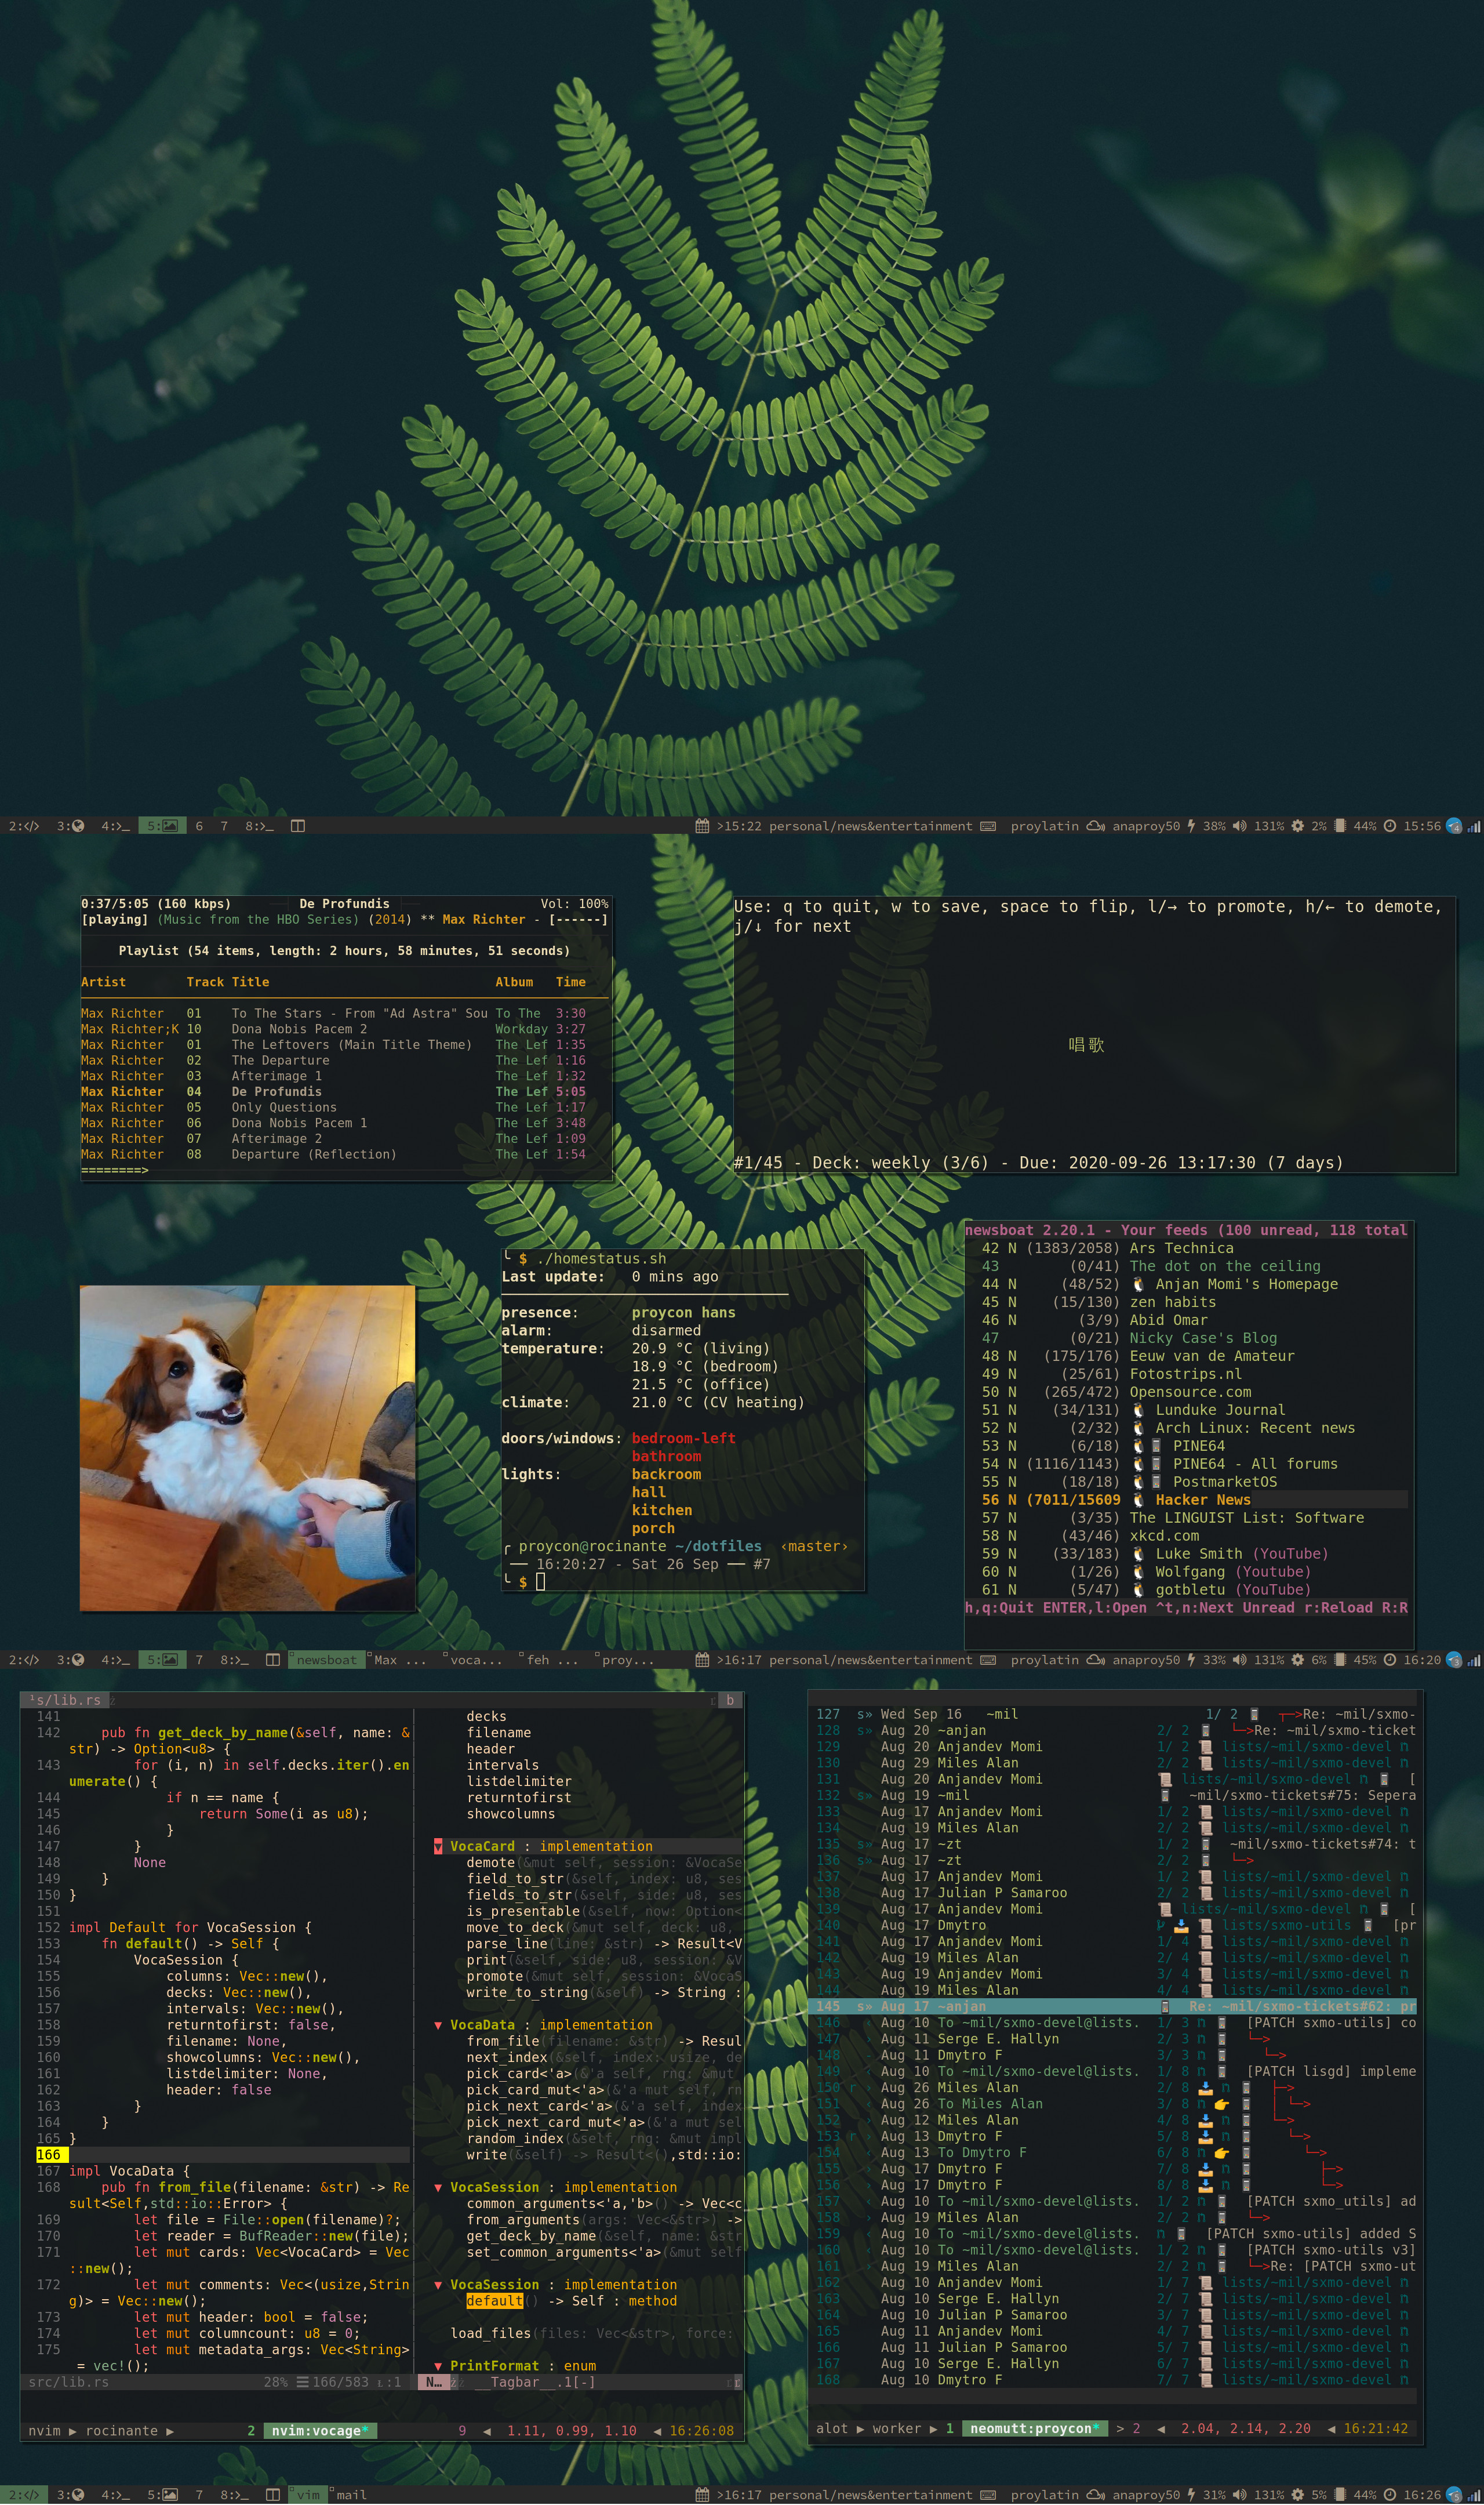 2:</> 3: 4:>_ 5: 6 7 8:>_ >15:22 personal/news&entertainment proylatin anaproy50 38% 131% 2% 44% 15:56
0:37/5:05 (160 kbps) De Profundis Vol: 100%
[playing] (Music from the HBO Series) (2014) ** Max Richter - [------]
Playlist (54 items, length: 2 hours, 58 minutes, 51 seconds)
Artist Track Title Album Time
Max Richter 01 To The Stars - From "Ad Astra" Sou To The 3:30
Max Richter;K 10 Dona Nobis Pacem 2 Workday 3:27
Max Richter 01 The Leftovers (Main Title Theme) The Lef 1:35
Max Richter 02 The Departure The Lef 1:16
Max Richter 03 Afterimage 1 The Lef 1:32
Max Richter 04 De Profundis The Lef 5:05
Max Richter 05 Only Questions The Lef 1:17
Max Richter 06 Dona Nobis Pacem 1 The Lef 3:48
Max Richter 07 Afterimage 2 The Lef 1:09
Max Richter 08 Departure (Reflection) The Lef 1:54
========>
Use: q to quit, w to save, space to flip, l/→ to promote, h/← to demote,
j/↓ for next
唱歌
#1/45 - Deck: weekly (3/6) - Due: 2020-09-26 13:17:30 (7 days)
$ ./homestatus.sh
Last update: 0 mins ago
presence: proycon hans
alarm: disarmed
temperature: 20.9 °C (living)
18.9 °C (bedroom)
21.5 °C (office)
climate: 21.0 °C (CV heating)
doors/windows: bedroom-left
bathroom
lights: backroom
hall
kitchen
porch
proycon@rocinante ~/dotfiles ‹master›
── 16:20:27 - Sat 26 Sep ── #7
$
newsboat 2.20.1 - Your feeds (100 unread, 118 total
42 N (1383/2058) Ars Technica
43 (0/41) The dot on the ceiling
44 N (48/52) 🐧 Anjan Momi's Homepage
45 N (15/130) zen habits
46 N (3/9) Abid Omar
47 (0/21) Nicky Case's Blog
48 N (175/176) Eeuw van de Amateur
49 N (25/61) Fotostrips.nl
50 N (265/472) Opensource.com
51 N (34/131) 🐧 Lunduke Journal
52 N (2/32) 🐧 Arch Linux: Recent news
53 N (6/18) 🐧 PINE64
54 N (1116/1143) 🐧 PINE64 - All forums
55 N (18/18) 🐧 PostmarketOS
56 N (7011/15609 🐧 Hacker News
57 N (3/35) The LINGUIST List: Software
58 N (43/46) xkcd.com
59 N (33/183) 🐧 Luke Smith (YouTube)
60 N (1/26) 🐧 Wolfgang (Youtube)
61 N (5/47) 🐧 gotbletu (YouTube)
h,q:Quit ENTER,l:Open ^t,n:Next Unread r:Reload R:R
2:</> 3: 4:>_ 5: 7 8:>_ newsboat Max ... voca... feh ... proy... >16:17 personal/news&entertainment proylatin anaproy50 33% 131% 6% 45% 16:20
¹s/lib.rs b
141
142 pub fn get_deck_by_name(&self, name: &
str) -> Option<u8> {
143 for (i, n) in self.decks.iter().en
umerate() {
144 if n == name {
145 return Some(i as u8);
146 }
147 }
148 None
149 }
150 }
151
152 impl Default for VocaSession {
153 fn default() -> Self {
154 VocaSession {
155 columns: Vec::new(),
156 decks: Vec::new(),
157 intervals: Vec::new(),
158 returntofirst: false,
159 filename: None,
160 showcolumns: Vec::new(),
161 listdelimiter: None,
162 header: false
163 }
164 }
165 }
166
167 impl VocaData {
168 pub fn from_file(filename: &str) -> Re
sult<Self,std::io::Error> {
169 let file = File::open(filename)?;
170 let reader = BufReader::new(file);
171 let mut cards: Vec<VocaCard> = Vec
::new();
172 let mut comments: Vec<(usize,Strin
g)> = Vec::new();
173 let mut header: bool = false;
174 let mut columncount: u8 = 0;
175 let mut metadata_args: Vec<String>
= vec!();
src/lib.rs 28% ☰166/583 :1
decks
filename
header
intervals
listdelimiter
returntofirst
showcolumns
▼ VocaCard : implementation
demote(&mut self, session: &VocaSe
field_to_str(&self, index: u8, ses
fields_to_str(&self, side: u8, ses
is_presentable(&self, now: Option<
move_to_deck(&mut self, deck: u8,
parse_line(line: &str) -> Result<V
print(&self, side: u8, session: &V
promote(&mut self, session: &VocaS
write_to_string(&self) -> String :
▼ VocaData : implementation
from_file(filename: &str) -> Resul
next_index(&self, index: usize, de
pick_card<'a>(&'a self, rng: &mut
pick_card_mut<'a>(&'a mut self, rn
pick_next_card<'a>(&'a self, index
pick_next_card_mut<'a>(&'a mut sel
random_index(&self, rng: &mut impl
write(&self) -> Result<(),std::io:
▼ VocaSession : implementation
common_arguments<'a,'b>() -> Vec<c
from_arguments(args: Vec<&str>) ->
get_deck_by_name(&self, name: &str
set_common_arguments<'a>(&mut self
▼ VocaSession : implementation
default() -> Self : method
load_files(files: Vec<&str>, force:
▼ PrintFormat : enum
N… __Tagbar__.1[-]
nvim ▶ rocinante ▶ 2 nvim:vocage* 9 ◀ 1.11, 0.99, 1.10 ◀ 16:26:08
127 s» Wed Sep 16 ~mil 1/ 2 ┬─>Re: ~mil/sxmo-
128 s» Aug 20 ~anjan 2/ 2 └─>Re: ~mil/sxmo-ticket
129 Aug 20 Anjandev Momi 1/ 2 📜 lists/~mil/sxmo-devel
130 Aug 29 Miles Alan 2/ 2 📜 lists/~mil/sxmo-devel
131 Aug 20 Anjandev Momi 📜 lists/~mil/sxmo-devel [
132 s» Aug 19 ~mil ~mil/sxmo-tickets#75: Sepera
133 Aug 17 Anjandev Momi 1/ 2 📜 lists/~mil/sxmo-devel
134 Aug 19 Miles Alan 2/ 2 📜 lists/~mil/sxmo-devel
135 s» Aug 17 ~zt 1/ 2 ~mil/sxmo-tickets#74: t
136 s» Aug 17 ~zt 2/ 2 └─>
137 Aug 17 Anjandev Momi 1/ 2 📜 lists/~mil/sxmo-devel
138 Aug 17 Julian P Samaroo 2/ 2 📜 lists/~mil/sxmo-devel
139 Aug 17 Anjandev Momi 📜 lists/~mil/sxmo-devel [
140 Aug 17 Dmytro 📥 📜 lists/sxmo-utils [pr
141 Aug 17 Anjandev Momi 1/ 4 📜 lists/~mil/sxmo-devel
142 Aug 19 Miles Alan 2/ 4 📜 lists/~mil/sxmo-devel
143 Aug 19 Anjandev Momi 3/ 4 📜 lists/~mil/sxmo-devel
144 Aug 19 Miles Alan 4/ 4 📜 lists/~mil/sxmo-devel
145 s» Aug 17 ~anjan Re: ~mil/sxmo-tickets#62: pr
146 Aug 10 To ~mil/sxmo-devel@lists. 1/ 3 [PATCH sxmo-utils] co
147 Aug 11 Serge E. Hallyn 2/ 3 └─>
148 Aug 11 Dmytro F 3/ 3 └─>
149 Aug 10 To ~mil/sxmo-devel@lists. 1/ 8 [PATCH lisgd] impleme
150 r Aug 26 Miles Alan 2/ 8 📥 ├─>
151 Aug 26 To Miles Alan 3/ 8 👉 │ └─>
152 Aug 12 Miles Alan 4/ 8 📥 └─>
153 r Aug 13 Dmytro F 5/ 8 📥 └─>
154 Aug 13 To Dmytro F 6/ 8 👉 └─>
155 Aug 17 Dmytro F 7/ 8 📥 ├─>
156 Aug 17 Dmytro F 8/ 8 📥 └─>
157 Aug 10 To ~mil/sxmo-devel@lists. 1/ 2 [PATCH sxmo_utils] ad
158 Aug 19 Miles Alan 2/ 2 📥 └─>
159 Aug 10 To ~mil/sxmo-devel@lists. [PATCH sxmo-utils] added S
160 Aug 10 To ~mil/sxmo-devel@lists. 1/ 2 [PATCH sxmo-utils v3]
161 Aug 19 Miles Alan 2/ 2 └─>Re: [PATCH sxmo-ut
162 Aug 10 Anjandev Momi 1/ 7 📜 lists/~mil/sxmo-devel
163 Aug 10 Serge E. Hallyn 2/ 7 📜 lists/~mil/sxmo-devel
164 Aug 10 Julian P Samaroo 3/ 7 📜 lists/~mil/sxmo-devel
165 Aug 11 Anjandev Momi 4/ 7 📜 lists/~mil/sxmo-devel
166 Aug 11 Julian P Samaroo 5/ 7 📜 lists/~mil/sxmo-devel
167 Aug 10 Serge E. Hallyn 6/ 7 📜 lists/~mil/sxmo-devel
168 Aug 10 Dmytro F 7/ 7 📜 lists/~mil/sxmo-devel
alot ▶ worker ▶ 1 neomutt:proycon* > 2 ◀ 2.04, 2.14, 2.20 ◀ 16:21:42
2:</> 3: 4:>_ 5: 7 8:>_ vim mail >16:17 personal/news&entertainment proylatin anaproy50 31% 131% 5% 44% 16:26